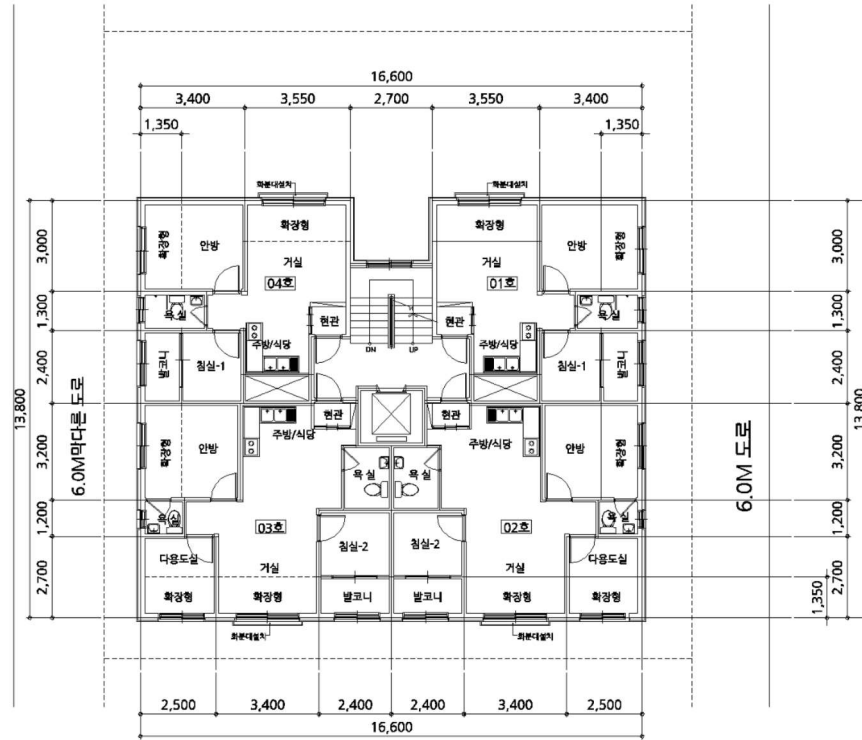 16,600
3,400 3,550 2,700 3,550 3,400
1,350 1,350
화분대설치 화분대설치
확장형 확장형
확장형 안방 거실 거실 안방 확장형
04호 01호
욕실 현관 현관 욕실
주방/식당 DN UP 주방/식당
발코니 침실-1 침실-1 발코니
현관 현관
확장형 안방 주방/식당 주방/식당 안방 확장형
욕실 욕실
욕실 03호 02호 욕실
다용도실 거실 침실-2 침실-2 거실 다용도실
확장형 확장형 발코니 발코니 확장형 확장형
화분대설치 화분대설치
2,500 3,400 2,400 2,400 3,400 2,500
16,600
13,800
3,000
1,300
2,400
3,200
1,200
2,700
6.0M막다른 도로
6.0M 도로
3,000
1,300
2,400
3,200
1,200
2,700
1,350
13,800